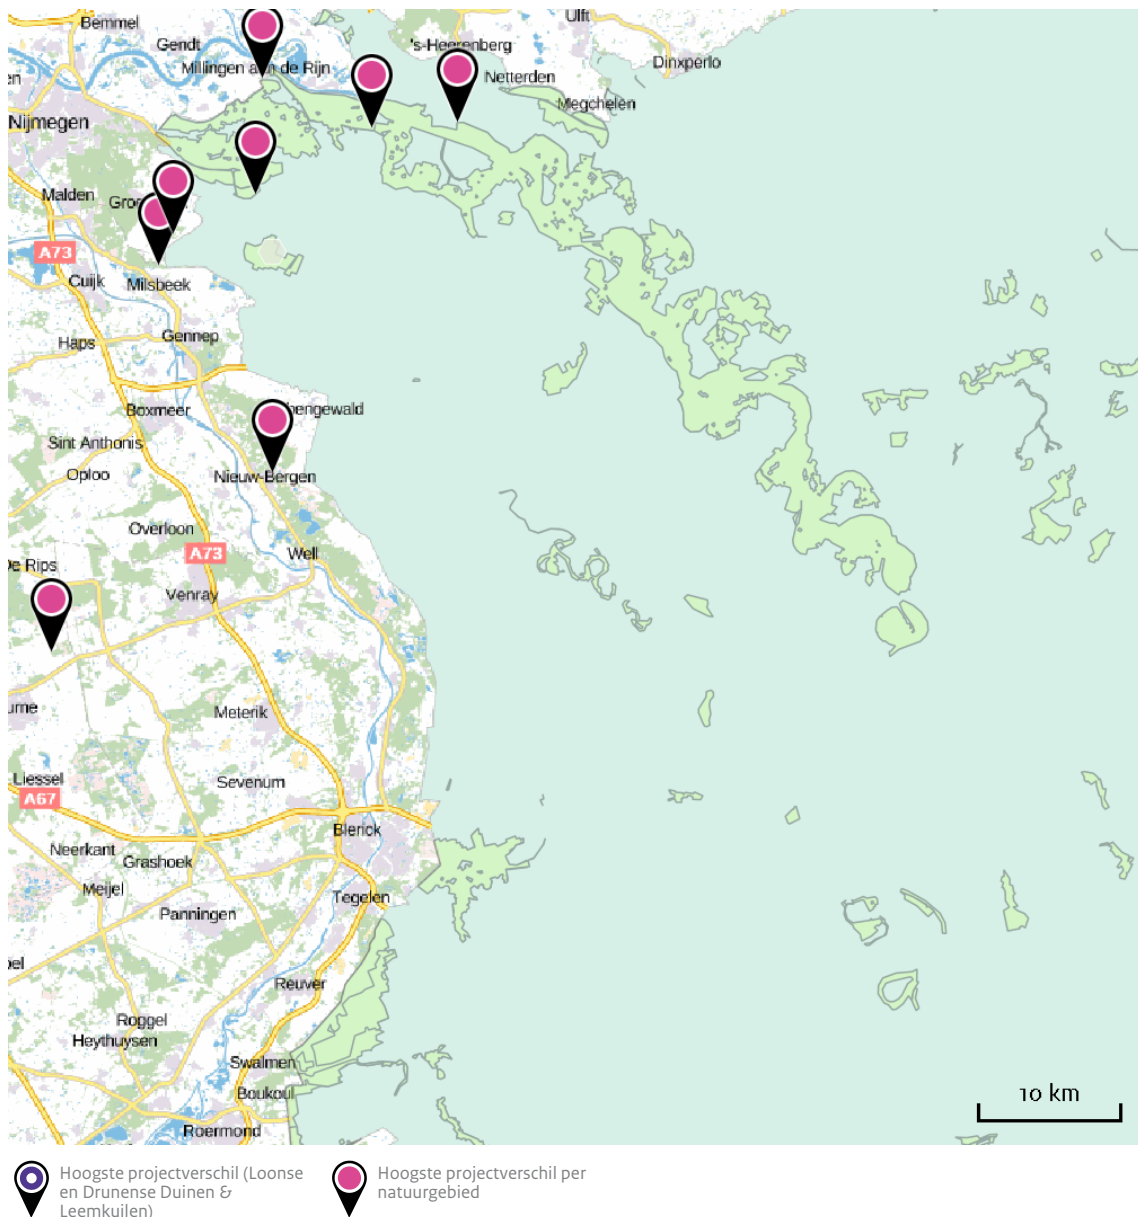 Bemmel
Ulft
Gendt
's-Heerenberg
Dinxperlo
Millingen aan de Rijn
Netterden
Megchelen
Nijmegen
Malden
A73
Cuijk
Milsbeek
Gennep
Haps
Boxmeer
Sint Anthonis
Oploo
Nieuw-Bergen
Overloon
A73
Well
De Rips
Venray
Meterik
Liessel
Sevenum
A67
Blerick
Neerkant
Grashoek
Meijel
Tegelen
Panningen
Reuver
Roggel
Heythuysen
Swalmen
Boukoul
Roermond
10 km
Hoogste projectverschil (Loonse
en Drunense Duinen &
Leemkuilen)
Hoogste projectverschil per
natuurgebied